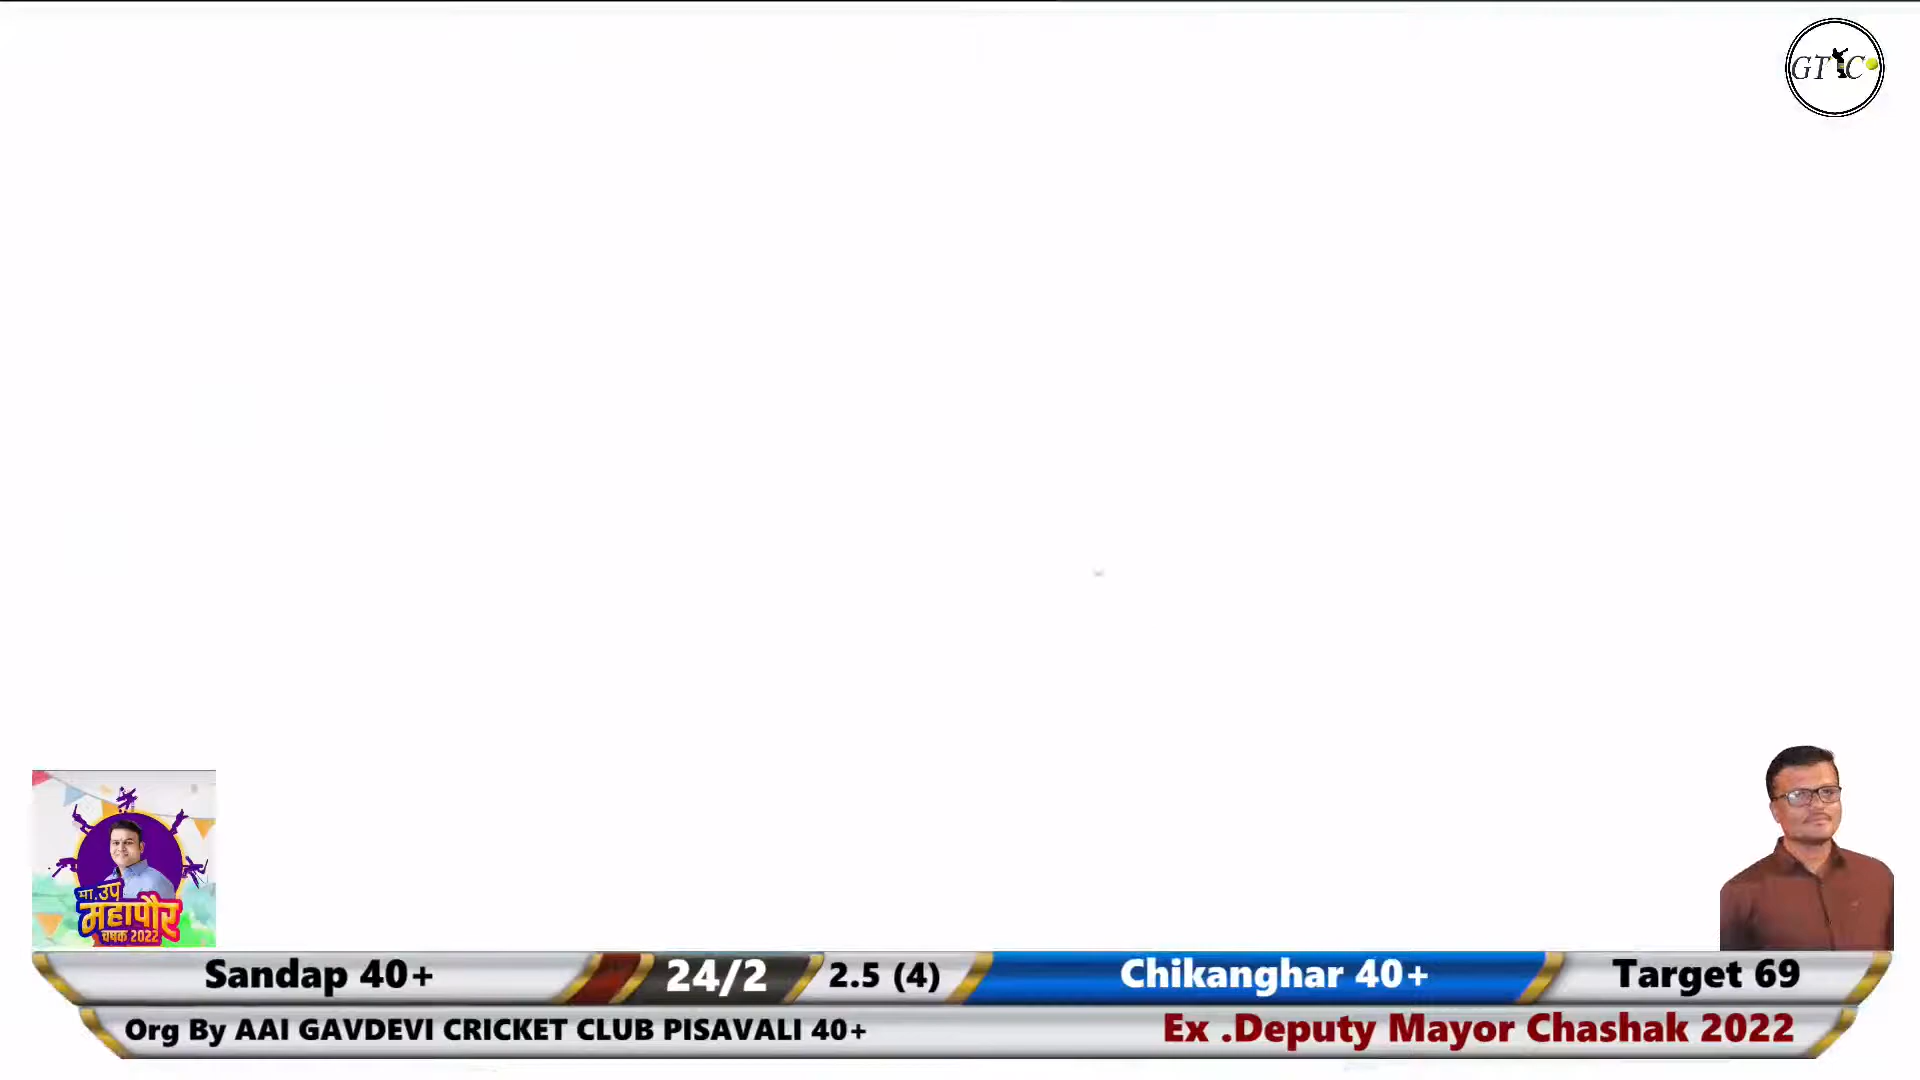 GTC
मा. उप
महापौर
चषक 2022
Sandap 40+
24/2
2.5 (4)
Chikanghar 40+
Target 69
Org By AAI GAVDEVI CRICKET CLUB PISAVALI 40+
Ex .Deputy Mayor Chashak 2022